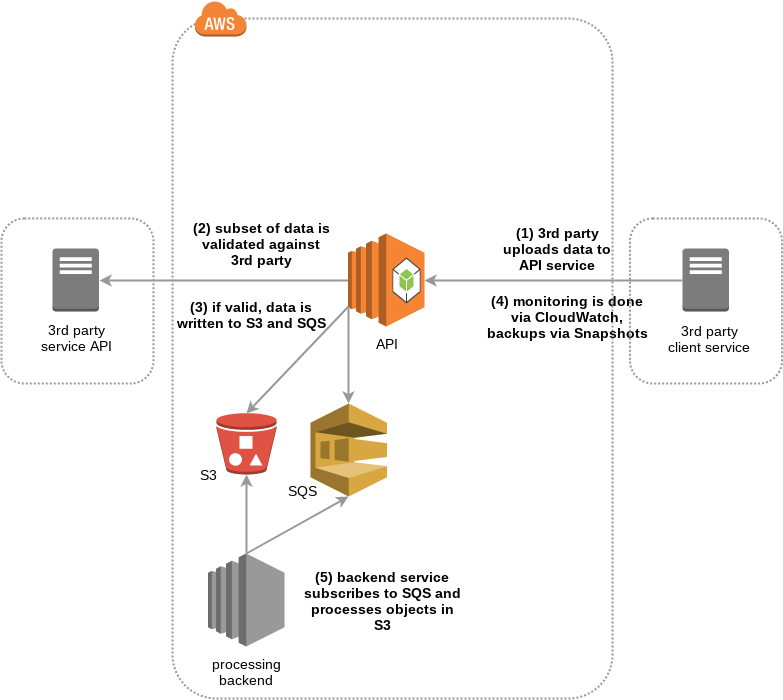 AWS
(2) subset of data is
validated against
3rd party
(1) 3rd party
uploads data to
API service
(3) if valid, data is
written to S3 and SQS
(4) monitoring is done
via CloudWatch,
backups via Snapshots
3rd party
service API
API
3rd party
client service
S3
SQS
(5) backend service
subscribes to SQS and
processes objects in
S3
processing
backend